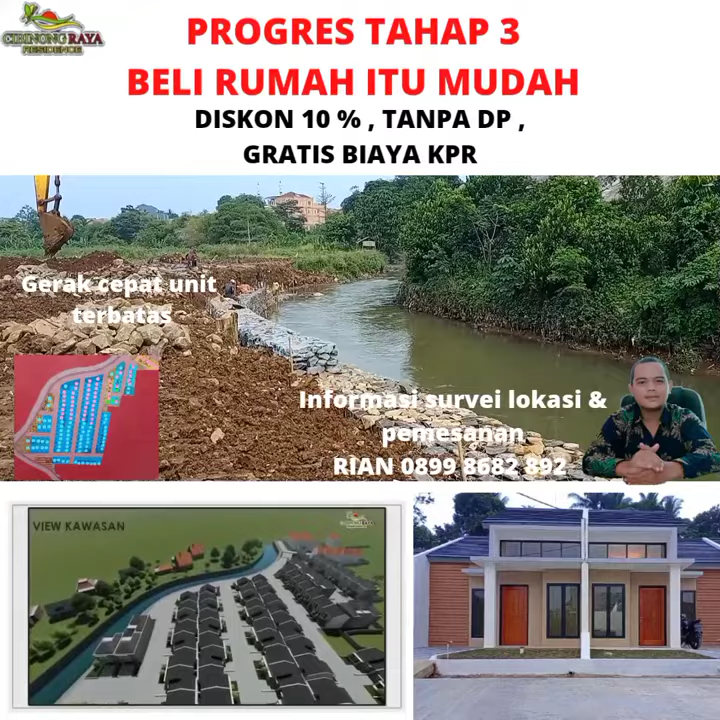 CIBINONG RAYA
RESIDENCE
PROGRES TAHAP 3
BELI RUMAH ITU MUDAH
DISKON 10 % , TANPA DP ,
GRATIS BIAYA KPR
Gerak cepat unit
terbatas
Informasi survei lokasi &
pemesanan
RIAN 0899 8682 892
VIEW KAWASAN